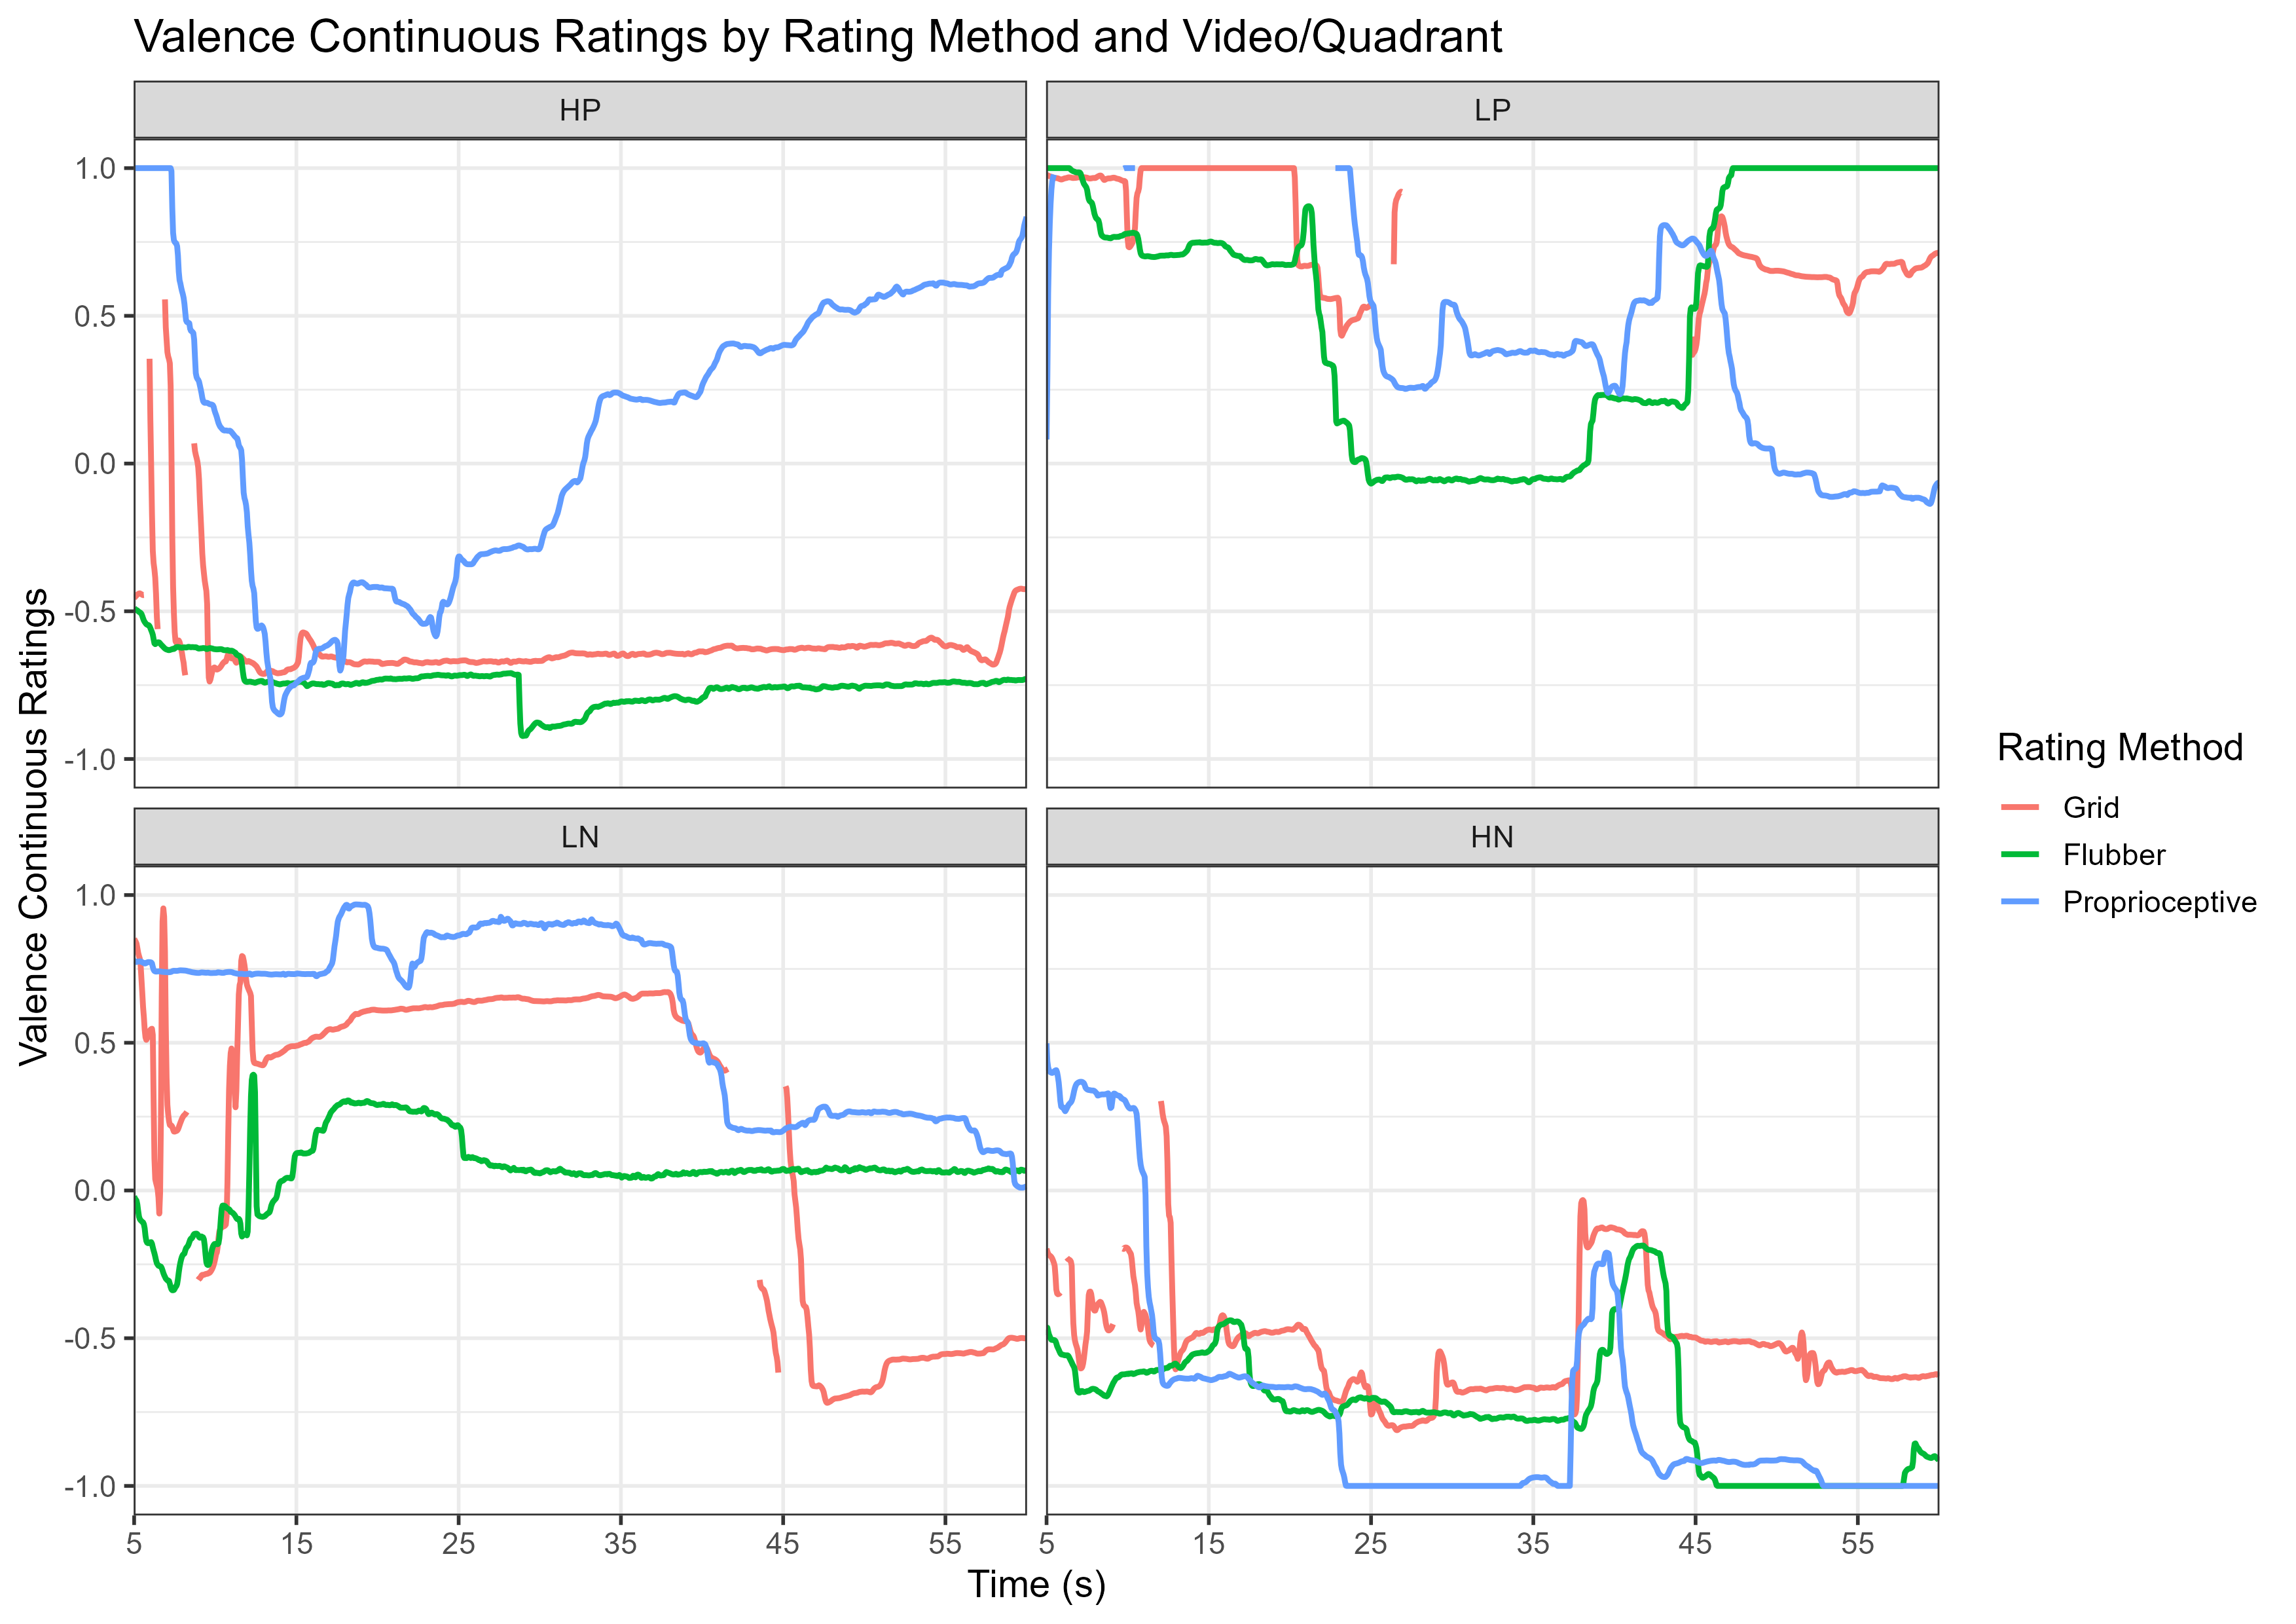 Valence Continuous Ratings by Rating Method and Video/Quadrant
HP
LP
1.0
0.5
0.0
-0.5
-1.0
LN
HN
1.0
0.5
0.0
-0.5
-1.0
5 15 25 35 45 55
5 15 25 35 45 55
Time (s)
Valence Continuous Ratings
Rating Method
Grid
Flubber
Proprioceptive